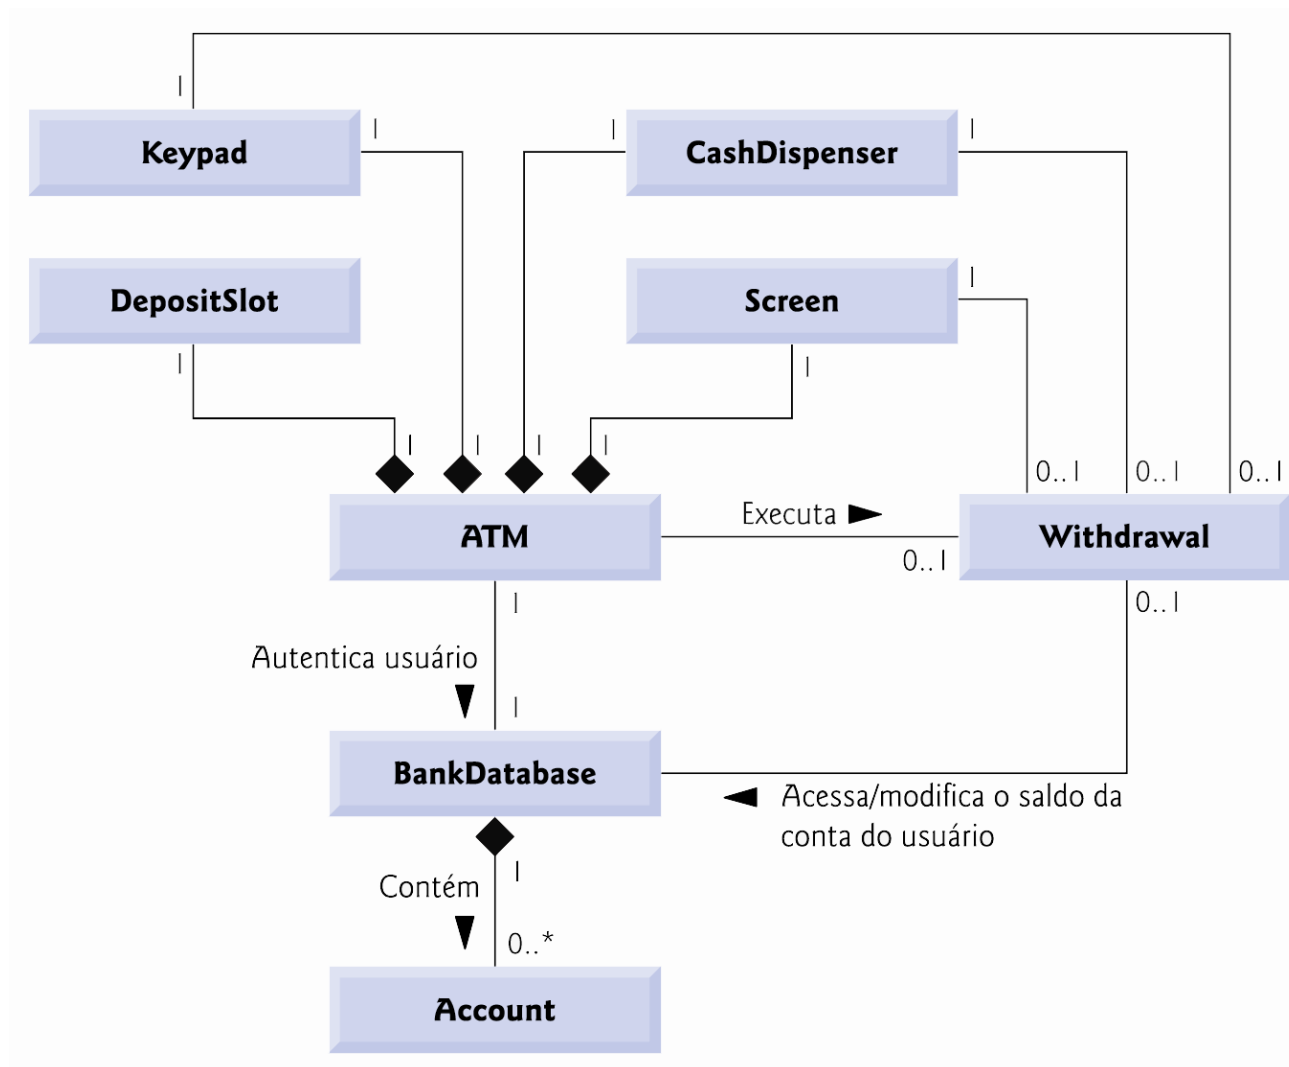 1
Keypad
1
1
CashDispenser
1
DepositSlot
1
Screen
1
1
1
1
1
1
0..1
0..1
0..1
ATM
Executa
0..1
Withdrawal
1
0..1
Autentica usuário
1
BankDatabase
Acessa/modifica o saldo da
conta do usuário
1
Contém
0..*
Account